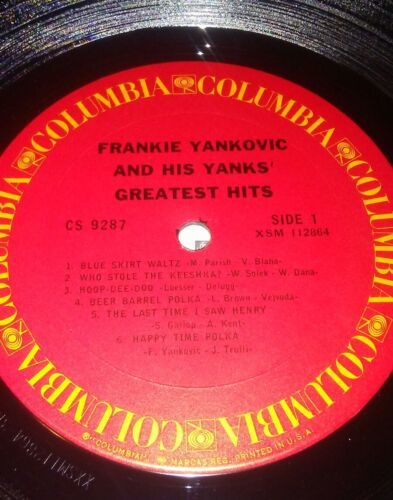 COLUMBIA COLUMBIA COLUMBIA COLUMBIA COLUMBIA COLUMBIA
FRANKIE YANKOVIC
AND HIS YANKS'
GREATEST HITS
CS 9287
SIDE 1
XSM 112864
1. BLUE SKIRT WALTZ -M. Parish - V. Blaha-
2. WHO STOLE THE KEESHKA? -W. Solek - W. Dana-
3. HOOP-DEE-DOO -Loesser - Delugg-
4. BEER BARREL POLKA -L. Brown - Vejvoda-
5. THE LAST TIME I SAW HENRY
-S. Gallop - A. Kent-
6. HAPPY TIME POLKA
-F. Yankovic - J. Trolli-
"COLUMBIA" MARCAS REG. PRINTED IN U.S.A.